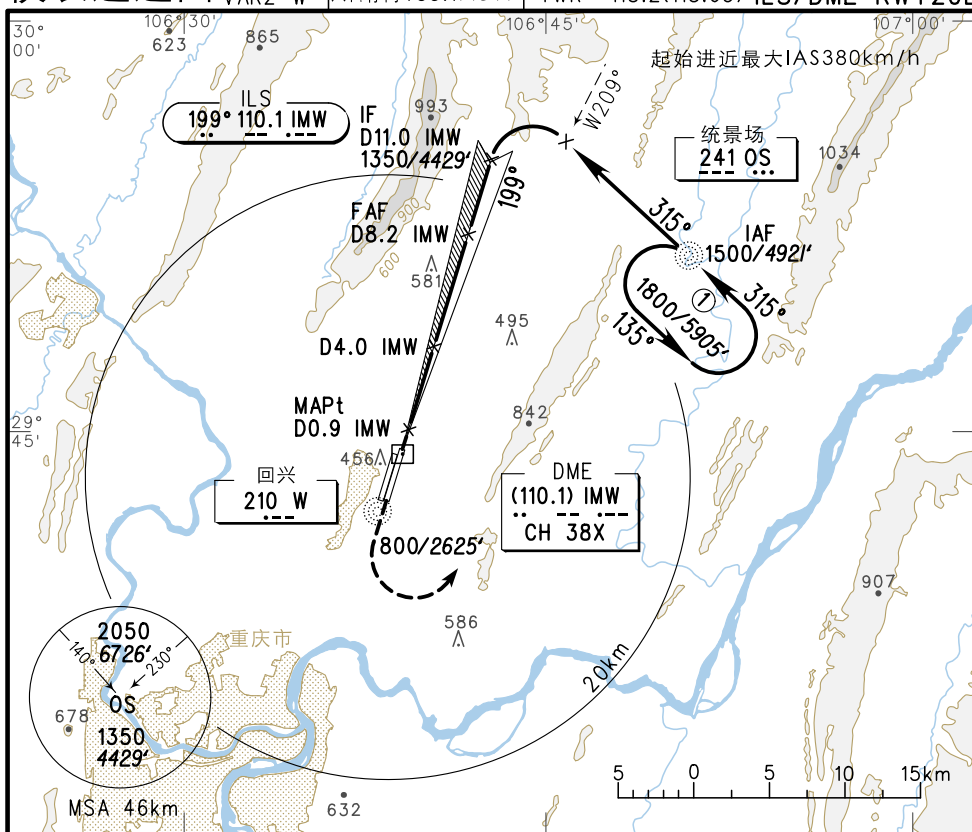 VAR2° W
ILS/DME
106°30'
106°45'
107°00'
30°
00'
623
865
起始进近最大IAS380km/h
ILS
199° 110.1 IMW
993
IF
D11.0 IMW
1350/4429'
W209°
统景场
241 OS
1034
199°
FAF
D8.2 IMW
900
600
581
315°
IAF
1500/4921'
1
1800/5905'
315°
135°
495
D4.0 IMW
MAPt
D0.9 IMW
842
29°
45'
456
回兴
210 W
DME
(110.1) IMW
CH 38X
800/2625'
907
586
重庆市
20km
2050
6726'
140°
230°
OS
1350
4429'
678
MSA 46km
632
5 0 5 10 15km